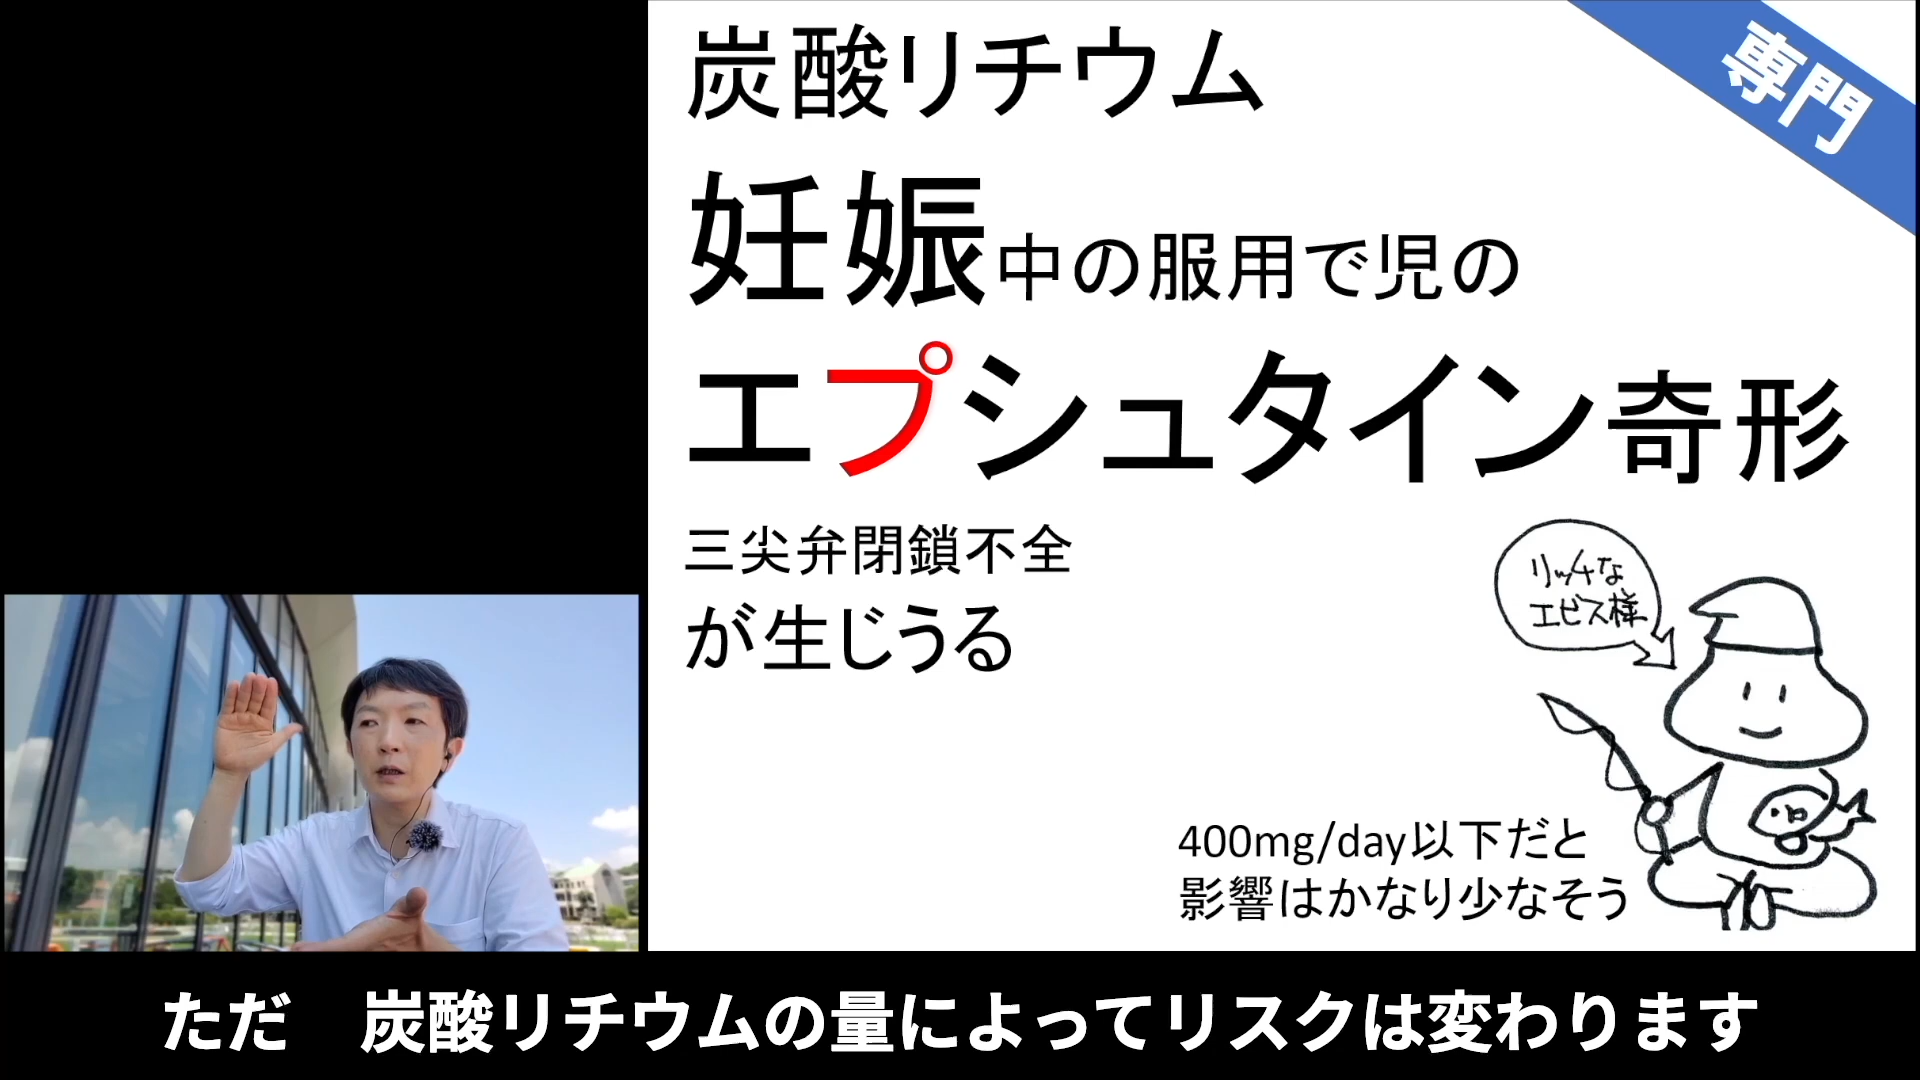 専門
炭酸リチウム
妊娠中の服用で児の
エプシュタイン奇形
三尖弁閉鎖不全
が生じうる
リッチな
エビス様
400mg/day以下だと
影響はかなり少なそう
ただ　炭酸リチウムの量によってリスクは変わります